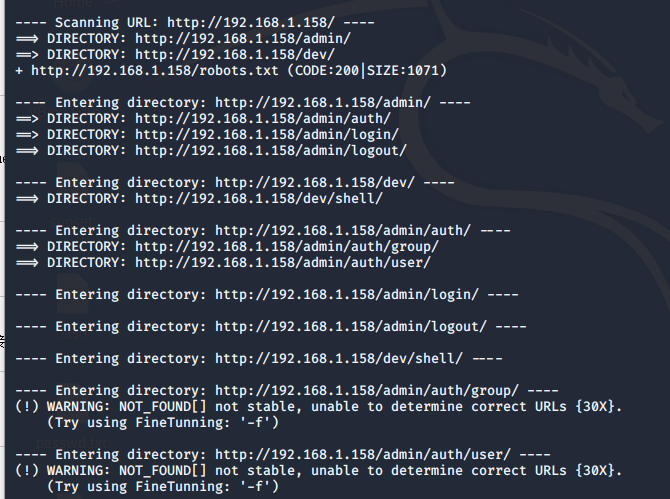 ---- Scanning URL: http://192.168.1.158/ ----
==> DIRECTORY: http://192.168.1.158/admin/
==> DIRECTORY: http://192.168.1.158/dev/
+ http://192.168.1.158/robots.txt (CODE:200|SIZE:1071)
---- Entering directory: http://192.168.1.158/admin/ ----
==> DIRECTORY: http://192.168.1.158/admin/auth/
==> DIRECTORY: http://192.168.1.158/admin/login/
==> DIRECTORY: http://192.168.1.158/admin/logout/
---- Entering directory: http://192.168.1.158/dev/ ----
==> DIRECTORY: http://192.168.1.158/dev/shell/
---- Entering directory: http://192.168.1.158/admin/auth/ ----
==> DIRECTORY: http://192.168.1.158/admin/auth/group/
==> DIRECTORY: http://192.168.1.158/admin/auth/user/
---- Entering directory: http://192.168.1.158/admin/login/ ----
---- Entering directory: http://192.168.1.158/admin/logout/ ----
---- Entering directory: http://192.168.1.158/dev/shell/ ----
---- Entering directory: http://192.168.1.158/admin/auth/group/ ----
(!) WARNING: NOT_FOUND[] not stable, unable to determine correct URLs {30X}.
(Try using FineTunning: '-f')
---- Entering directory: http://192.168.1.158/admin/auth/user/ ----
(!) WARNING: NOT_FOUND[] not stable, unable to determine correct URLs {30X}.
(Try using FineTunning: '-f')